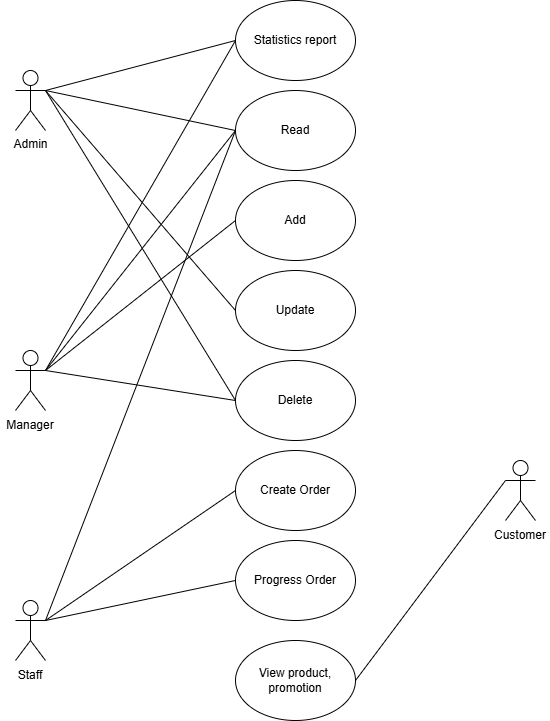 Statistics report
Admin
Read
Add
Update
Manager
Delete
Create Order
Customer
Progress Order
Staff
View product,
promotion